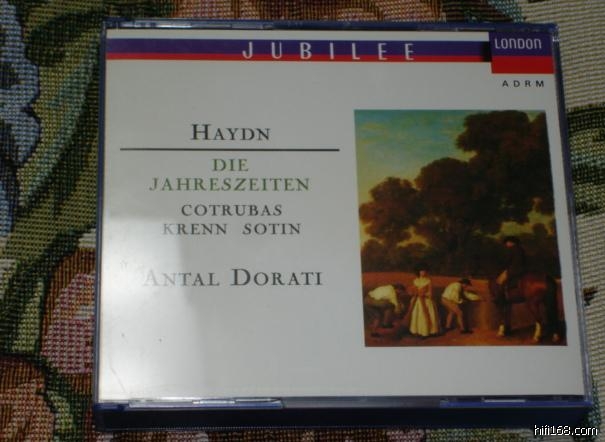 JUBILEE
LONDON
ADRM
HAYDN
DIE
JAHRESZEITEN
COTRUBAS
KRENN SOTIN
ANTAL DORATI
hifi168.com